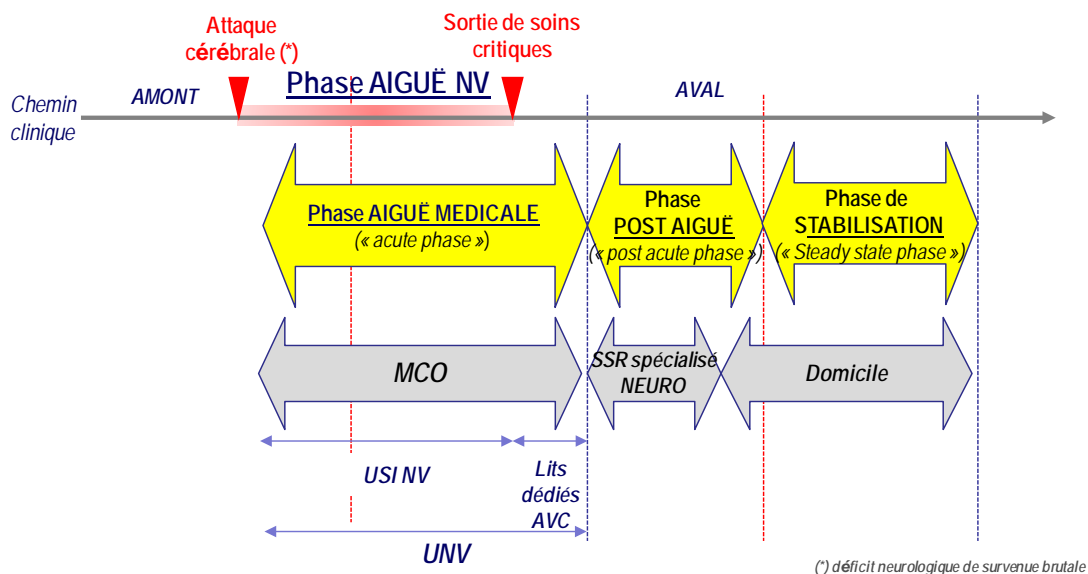 Attaque
cérébrale (*)
Sortie de soins
critiques
Phase AIGUË NV
AMONT
AVAL
Chemin
clinique
Phase AIGUË MEDICALE
(« acute phase »)
Phase
POST AIGUË
(« post acute phase »)
Phase de
STABILISATION
(« Steady state phase »)
MCO
SSR spécialisé
NEURO
Domicile
USI NV
Lits
dédiés
AVC
UNV
(*) déficit neurologique de survenue brutale